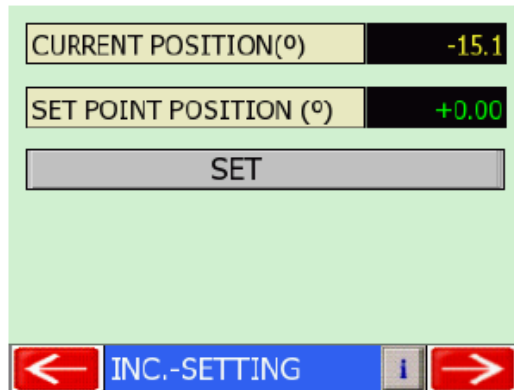 CURRENT POSITION(º) -15.1
SET POINT POSITION (º) +0.00
SET
INC.-SETTING i